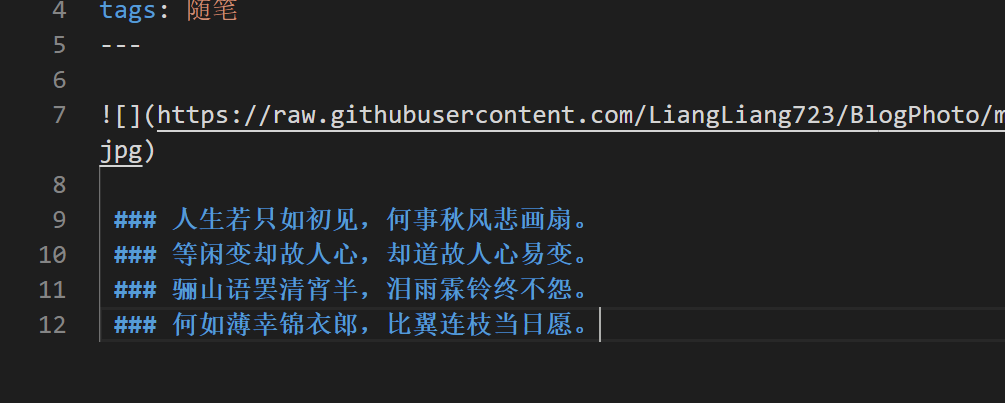 4 tags: 随笔
5 ---
6
7 ![](https://raw.githubusercontent.com/LiangLiang723/BlogPhoto/m
jpg)
8
9 ### 人生若只如初见，何事秋风悲画扇。
10 ### 等闲变却故人心，却道故人心易变。
11 ### 骊山语罢清宵半，泪雨霖铃终不怨。
12 ### 何如薄幸锦衣郎，比翼连枝当日愿。